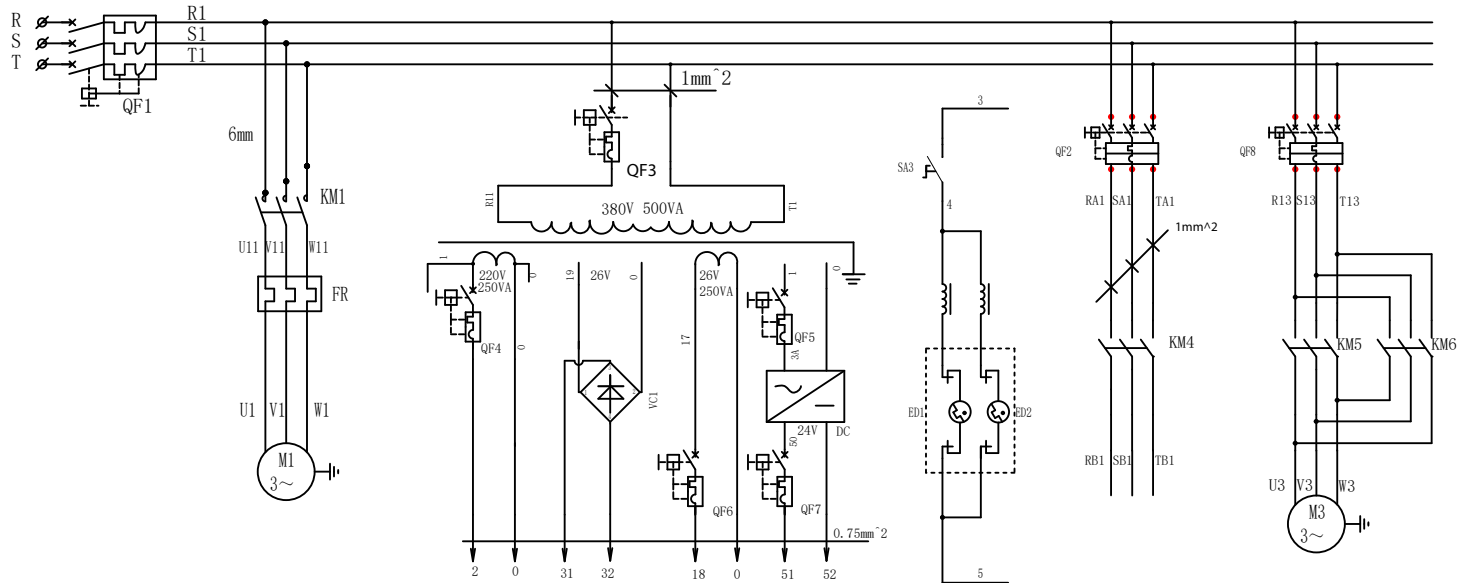 R R1
S S1
T T1
QF1
1mm^2
6mm
3
QF3
QF2
QF8
SA3
KM1
R11
380V 500VA
T1
4
RA1 SA1 TA1
R13 S13 T13
1mm^2
U11 V11 W11
1
220V
250VA
0
19
26V
0
26V
250VA
1
0
FR
QF4
0
17
QF5
3A
KM4
KM5
KM6
VC1
U1 V1 W1
24V
DC
50
ED1
ED2
M1
3～
RB1 SB1 TB1
QF6
QF7
U3 V3 W3
M3
3～
0.75mm^2
2 0 31 32 18 0 51 52
5